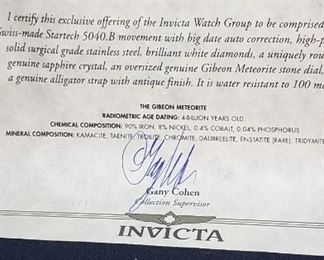 I certify this exclusive offering of the Invicta Watch Group to be comprised
Swiss-made Startech 5040.B movement with big date auto correction, high-p
solid surgical grade stainless steel, brilliant white diamonds, a uniquely rou
genuine sapphire crystal, an oversized genuine Gibeon Meteorite stone dial,
a genuine alligator strap with antique finish. It is water resistant to 100 me
THE GIBEON METEORITE
RADIOMETRIC AGE DATING: 4-BILLION YEARS OLD
CHEMICAL COMPOSITION: 90% IRON, 8% NICKEL, 0.4% COBALT, 0.04% PHOSPHORUS
MINERAL COMPOSITION: KAMACITE, TAENITE, TROILITE, CHROMITE, DAUBREELITE, ENSTATITE [RARE], TRIDYMIT
Gany Cohen
Collection Supervisor
INVICTA